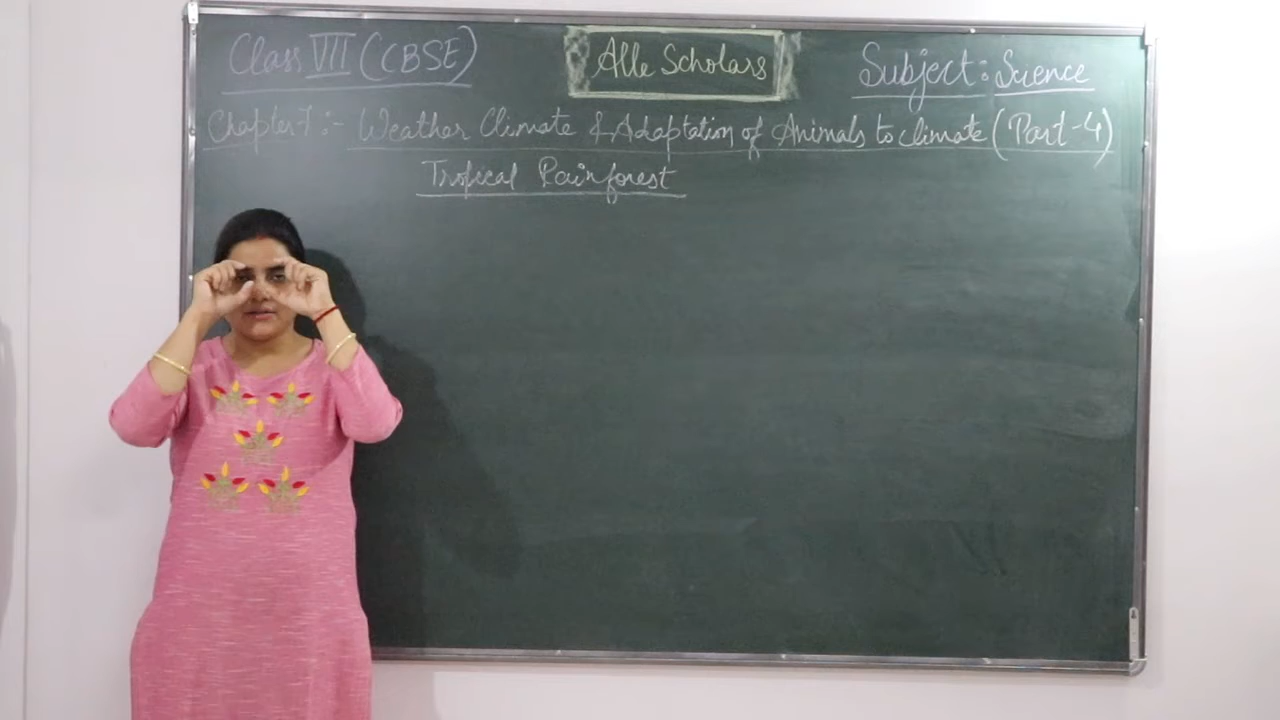 Class VII (CBSE)
Alle Scholars
Subject: Science
Chapter-7:- Weather Climate & Adaptation of Animals to climate (Part-4)
Tropical Rainforest